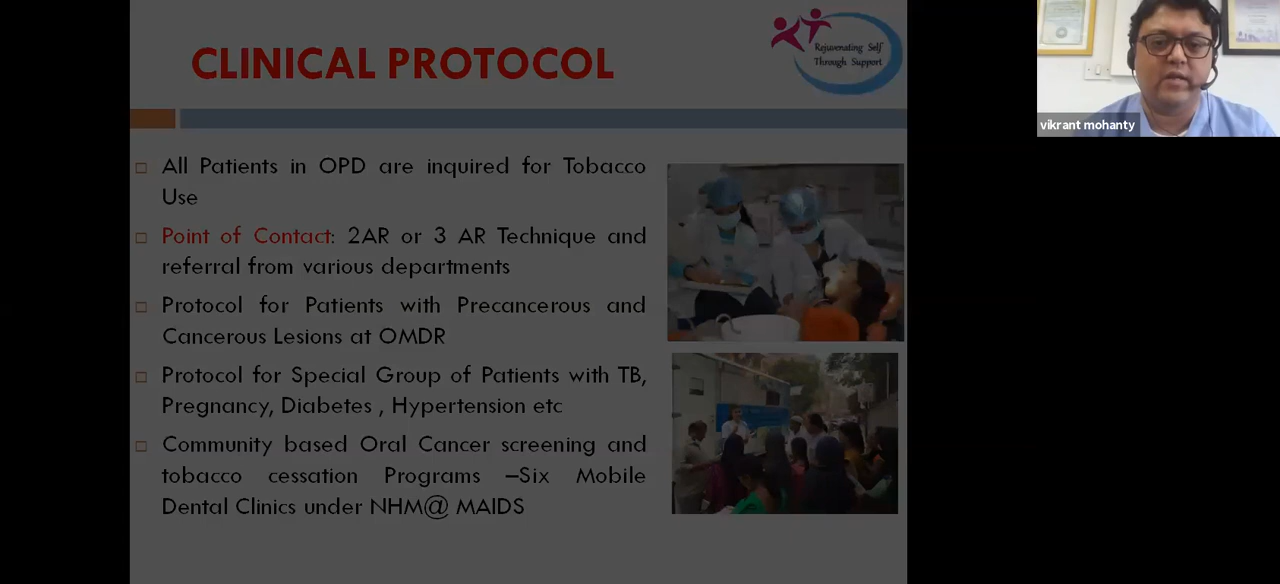 CLINICAL PROTOCOL
Rejuvenating Self
Through Support
vikrant mohanty
□ All Patients in OPD are inquired for Tobacco
Use
□ Point of Contact: 2AR or 3 AR Technique and
referral from various departments
□ Protocol for Patients with Precancerous and
Cancerous Lesions at OMDR
□ Protocol for Special Group of Patients with TB,
Pregnancy, Diabetes , Hypertension etc
□ Community based Oral Cancer screening and
tobacco cessation Programs –Six Mobile
Dental Clinics under NHM@ MAIDS